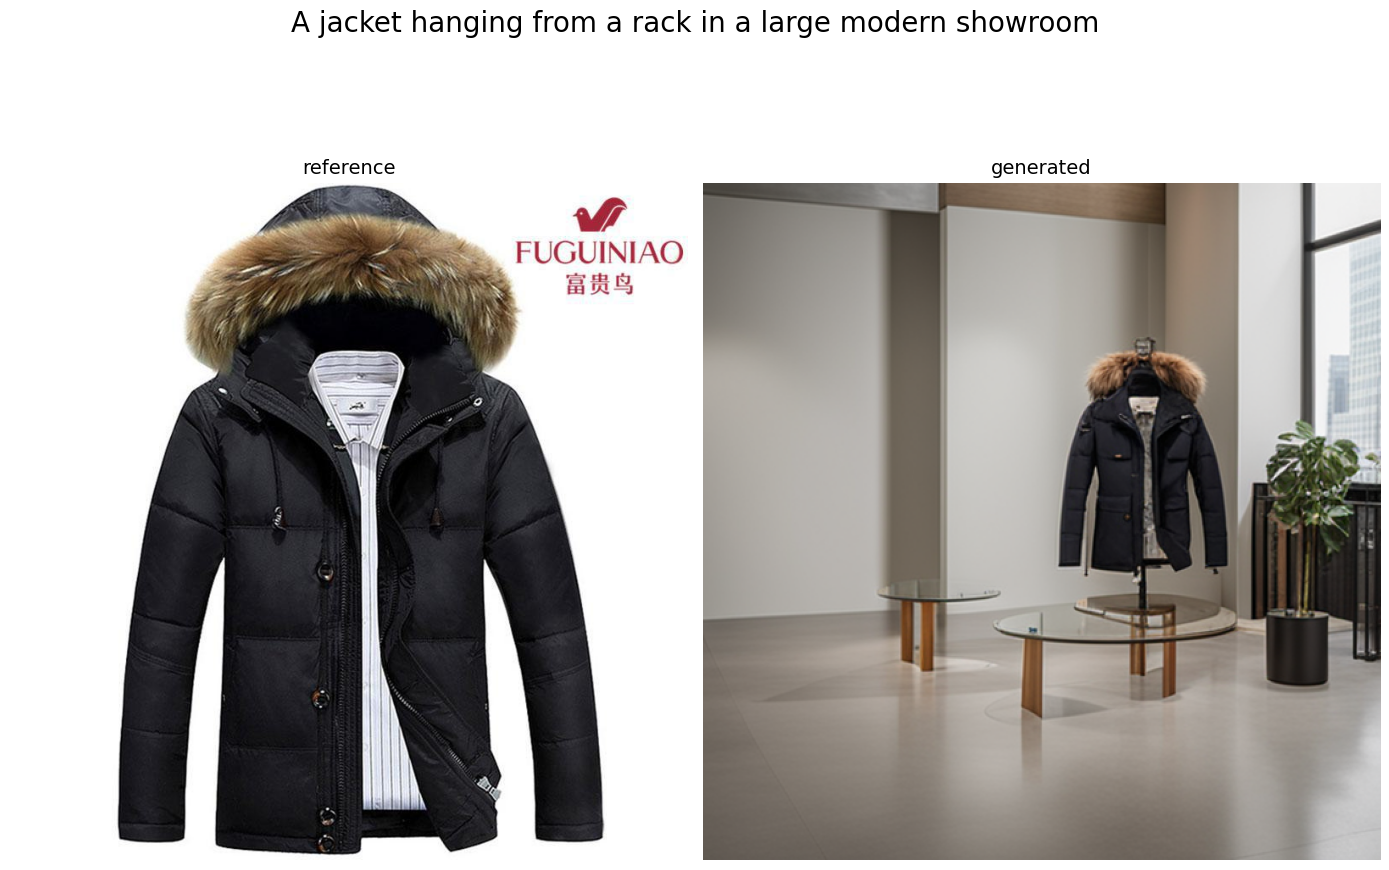 A jacket hanging from a rack in a large modern showroom
reference
generated
FUGUINIAO
富贵鸟